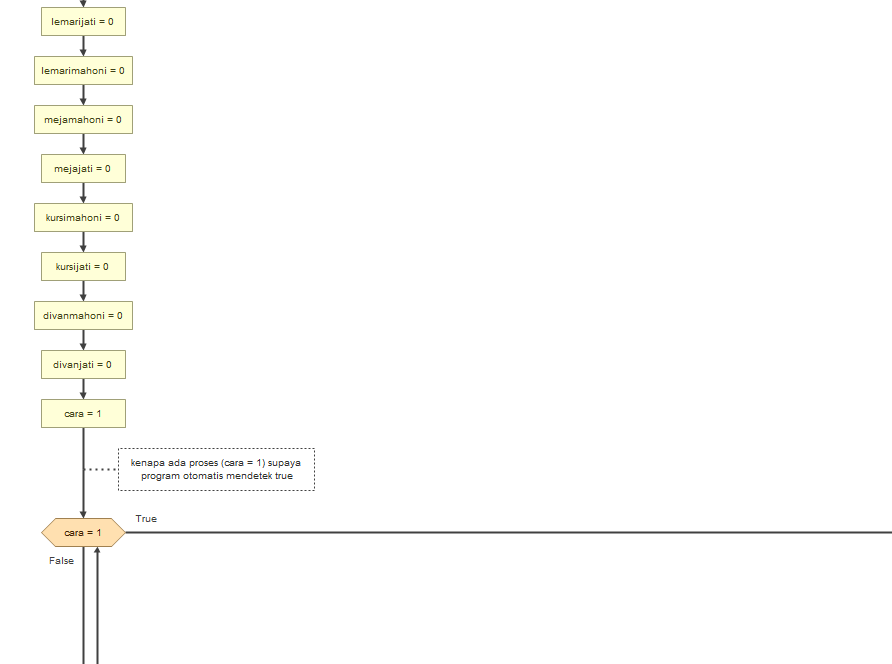 lemarijati = 0
lemarimahoni = 0
mejamahoni = 0
mejajati = 0
kursimahoni = 0
kursijati = 0
divanmahoni = 0
divanjati = 0
cara = 1
kenapa ada proses (cara = 1) supaya
program otomatis mendetek true
cara = 1
True
False